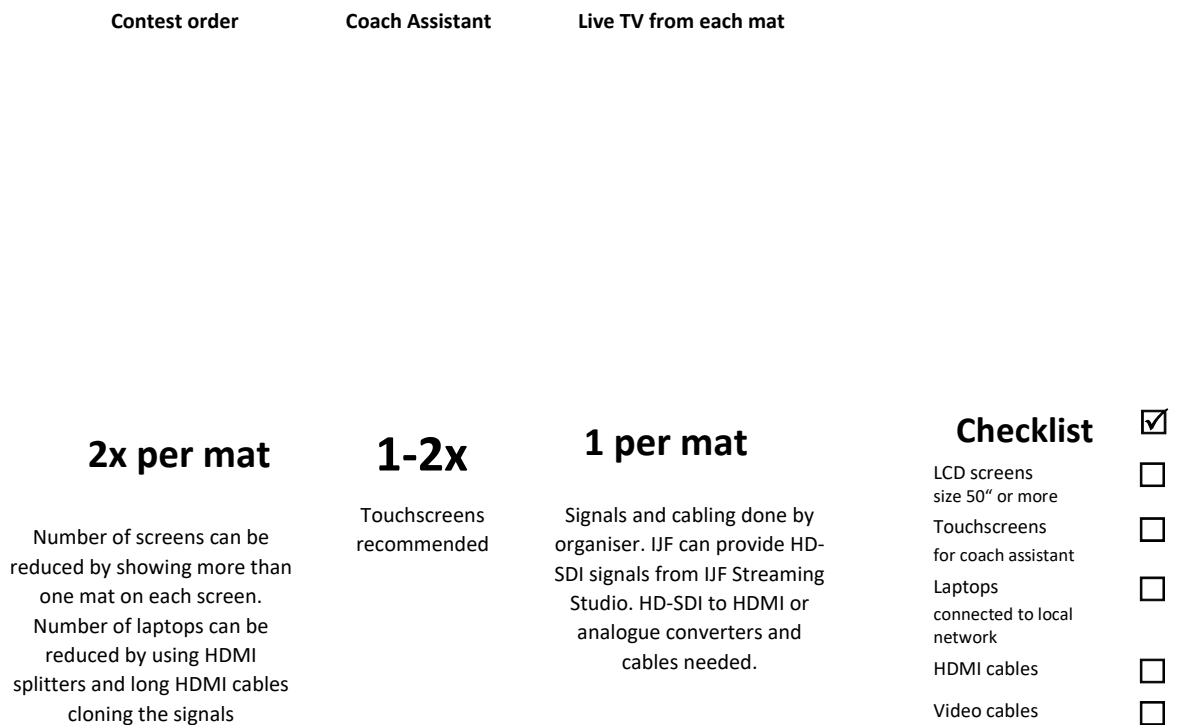 Contest order
Coach Assistant
Live TV from each mat
2x per mat
Number of screens can be
reduced by showing more than
one mat on each screen.
Number of laptops can be
reduced by using HDMI
splitters and long HDMI cables
cloning the signals
1-2x
Touchscreens
recommended
1 per mat
Signals and cabling done by
organiser. IJF can provide HD-
SDI signals from IJF Streaming
Studio. HD-SDI to HDMI or
analogue converters and
cables needed.
Checklist ☑
LCD screens ☐
size 50“ or more
Touchscreens ☐
for coach assistant
Laptops ☐
connected to local
network
HDMI cables ☐
Video cables ☐